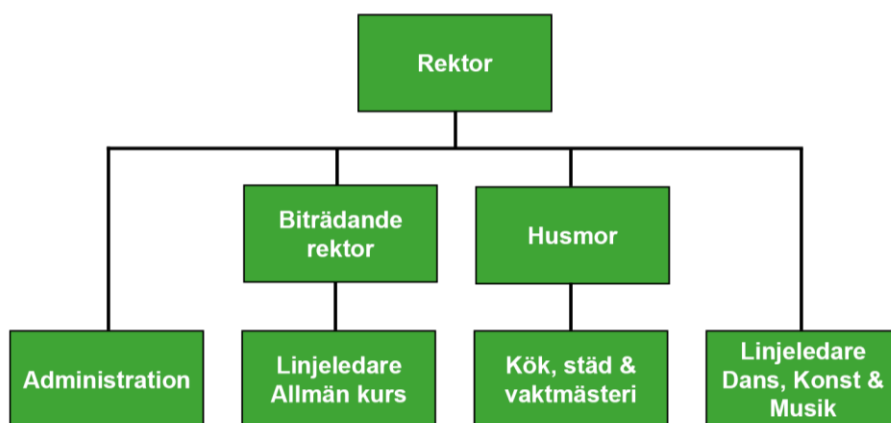 Rektor
Biträdande
rektor
Husmor
Administration
Linjeledare
Allmän kurs
Kök, städ &
vaktmästeri
Linjeledare
Dans, Konst &
Musik